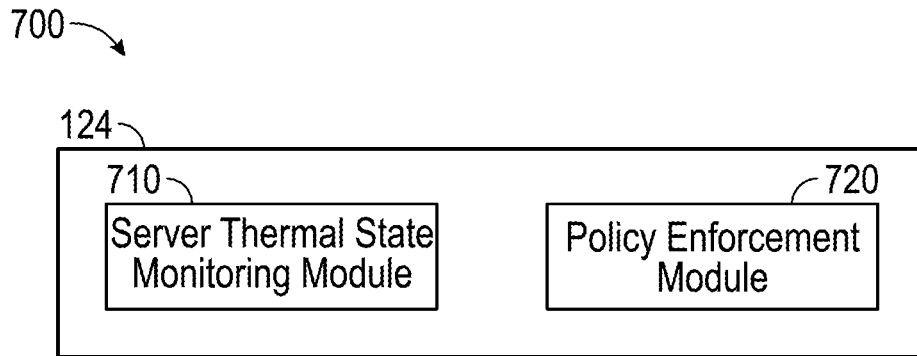 700
124
710
720
Server Thermal State
Monitoring Module
Policy Enforcement
Module